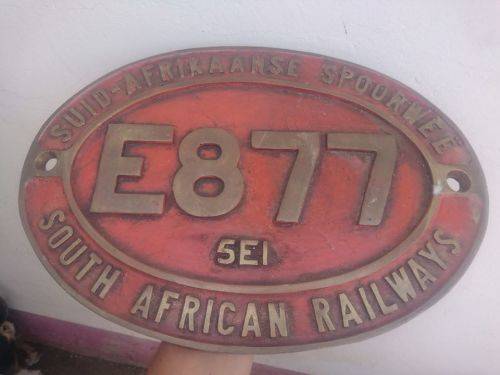 SUID-AFRIKAANSE SPOORWEË
E877
5E1
SOUTH AFRICAN RAILWAYS